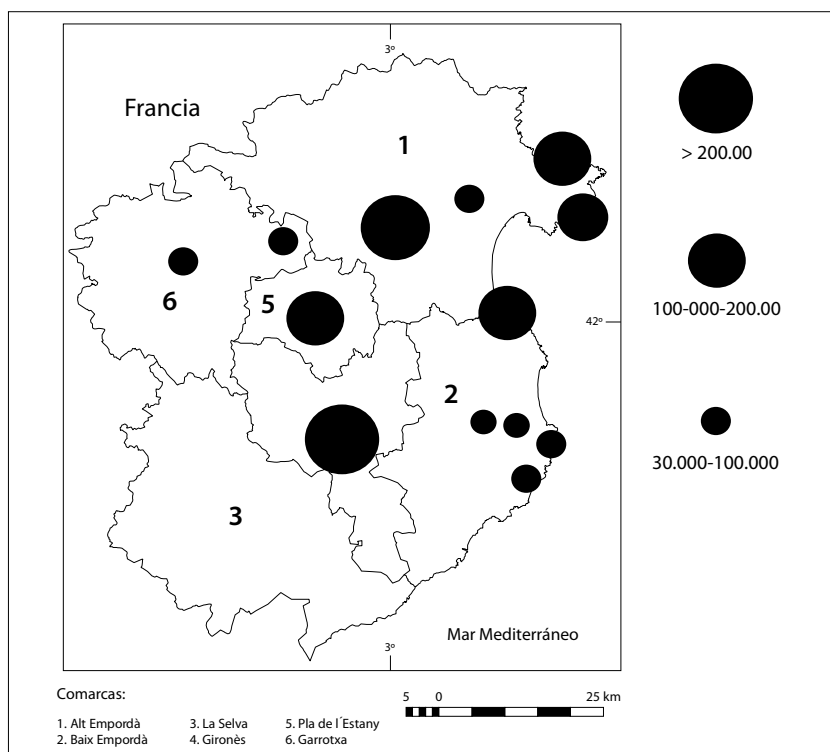 3º
Francia
1
> 200.00
6
5
100-000-200.00
42º
2
30.000-100.000
3
Mar Mediterráneo
3º
Comarcas:
5 0 25 km
1. Alt Empordà 3. La Selva 5. Pla de l´Estany
2. Baix Empordà 4. Gironès 6. Garrotxa